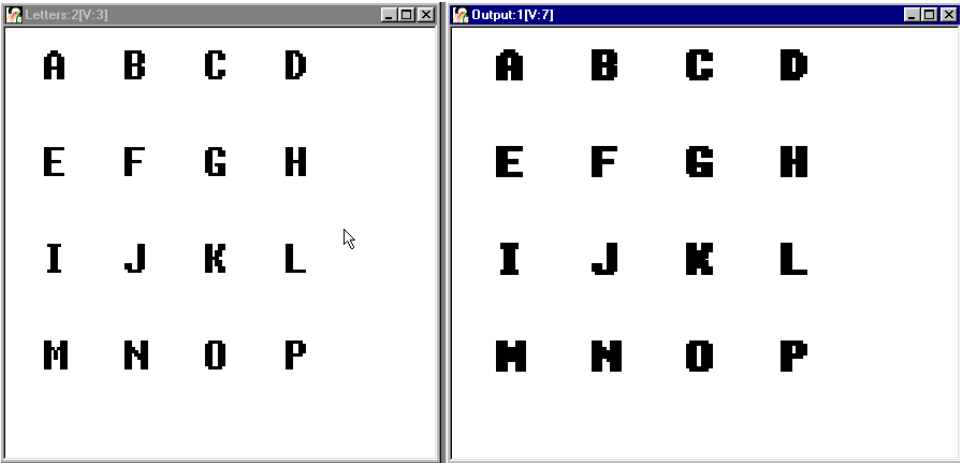 Letters:2[V:3]
A B C D
E F G H
I J K L
M N O P
Output:1[V:7]
A B C D
E F G H
I J K L
M N O P